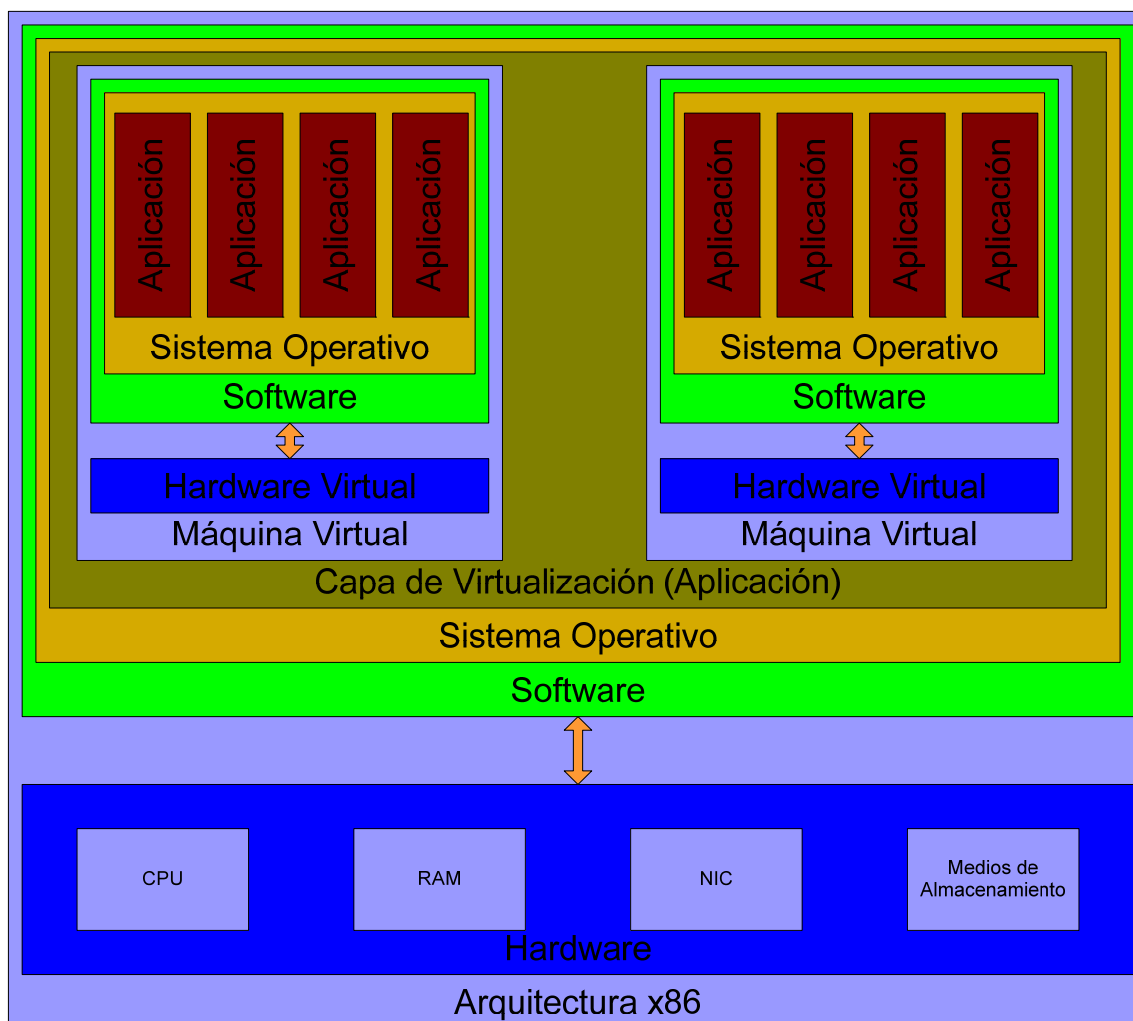 Aplicación
Aplicación
Aplicación
Aplicación
Sistema Operativo
Software
Hardware Virtual
Máquina Virtual
Aplicación
Aplicación
Aplicación
Aplicación
Sistema Operativo
Software
Hardware Virtual
Máquina Virtual
Capa de Virtualización (Aplicación)
Sistema Operativo
Software
CPU
RAM
NIC
Medios de
Almacenamiento
Hardware
Arquitectura x86